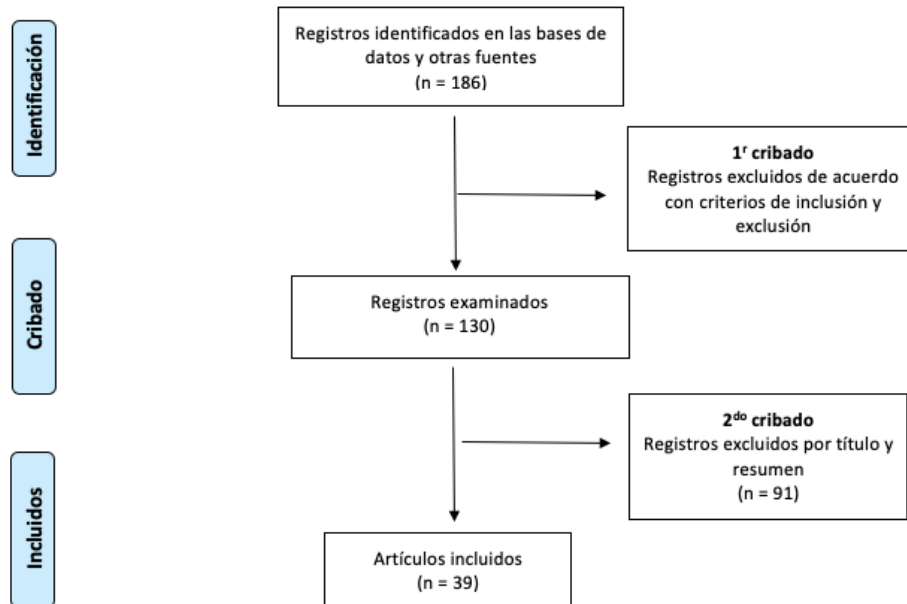 Identificación
Registros identificados en las bases de
datos y otras fuentes
(n = 186)
1ʳ cribado
Registros excluidos de acuerdo
con criterios de inclusión y
exclusión
Cribado
Registros examinados
(n = 130)
2ᵈᵒ cribado
Registros excluidos por título y
resumen
(n = 91)
Incluidos
Artículos incluidos
(n = 39)